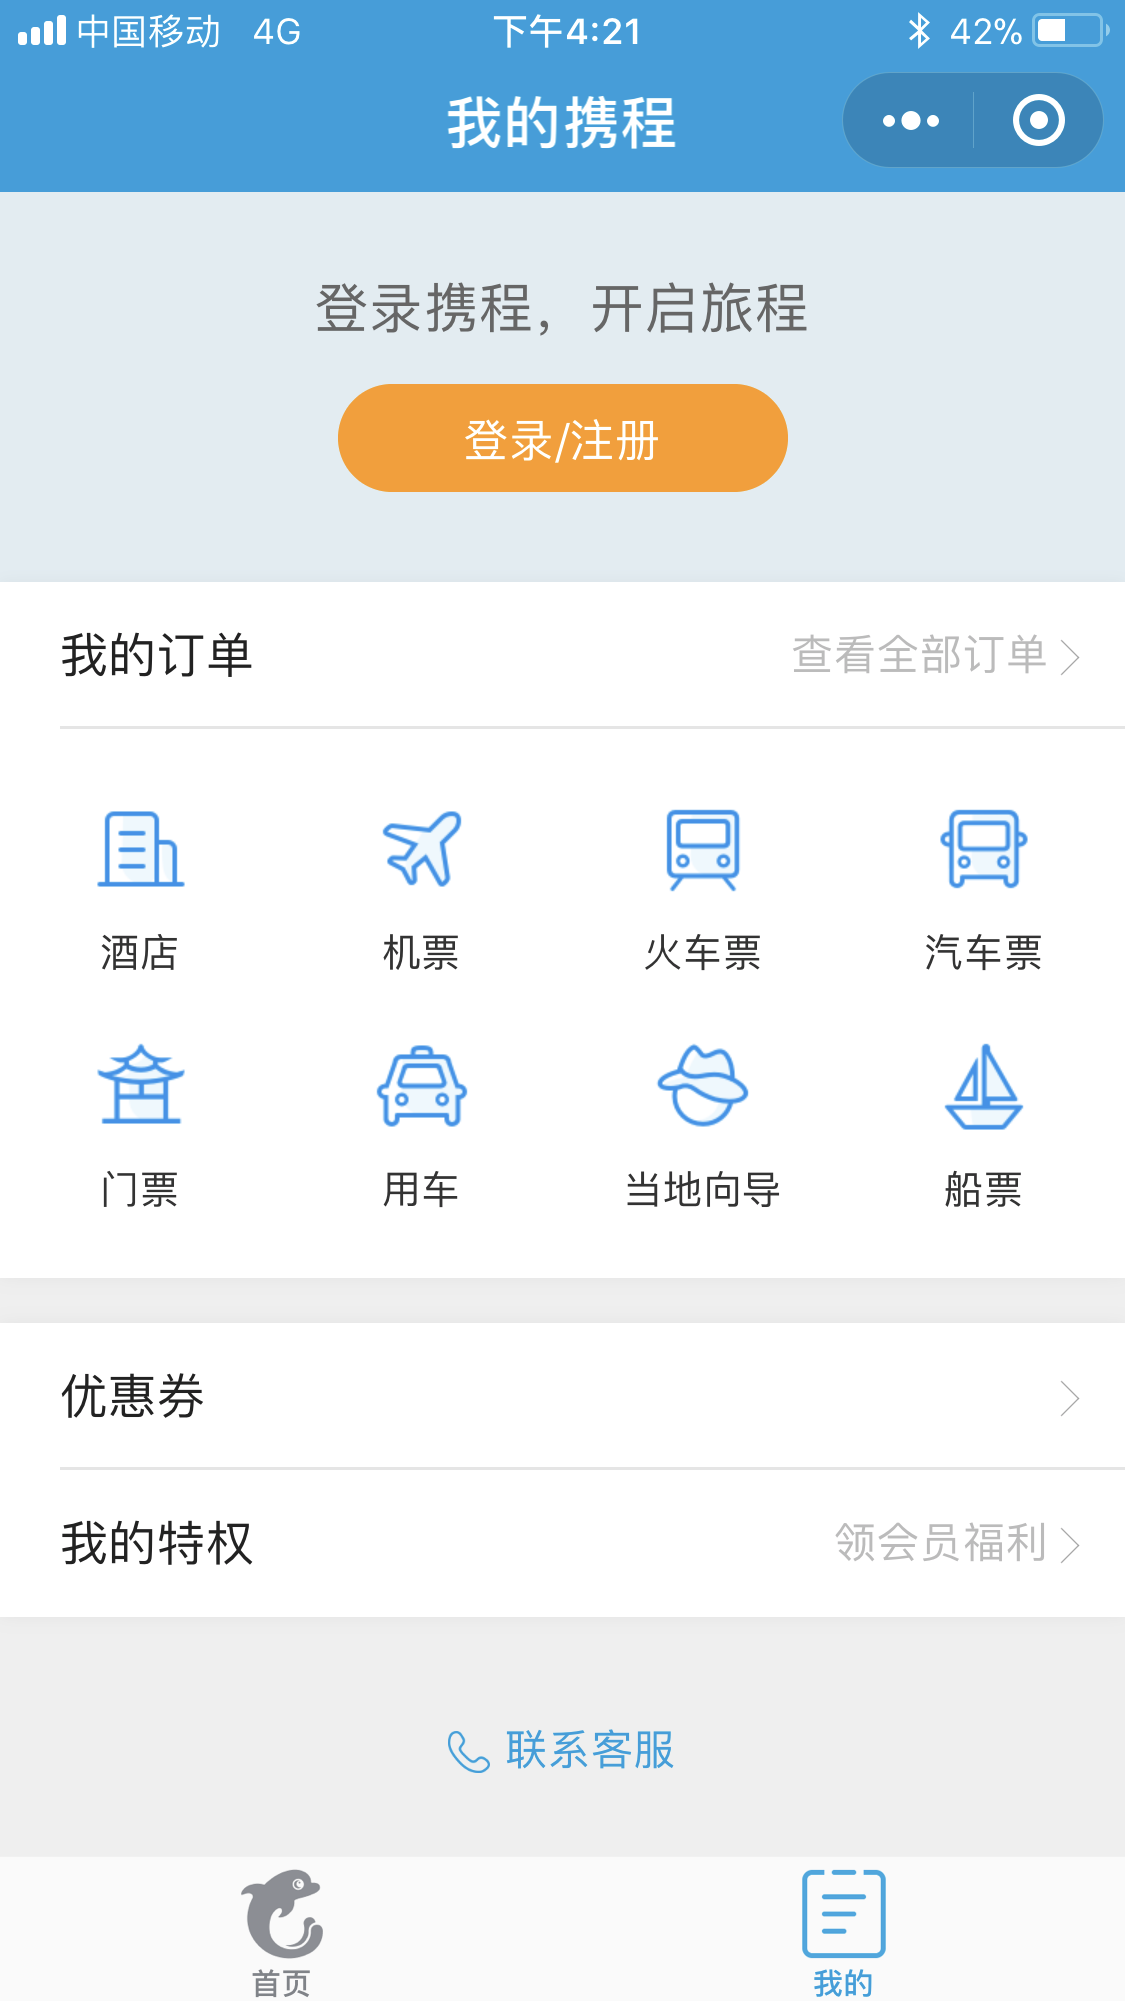 中国移动 4G 下午4:21 42%
我的携程
登录携程，开启旅程
登录/注册
我的订单 查看全部订单
酒店 机票 火车票 汽车票
门票 用车 当地向导 船票
优惠券
我的特权 领会员福利
联系客服
首页 我的